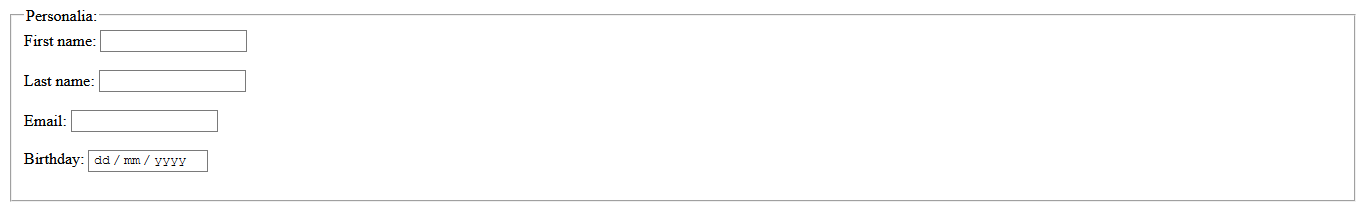 Personalia:
First name:
Last name:
Email:
Birthday: dd / mm / yyyy